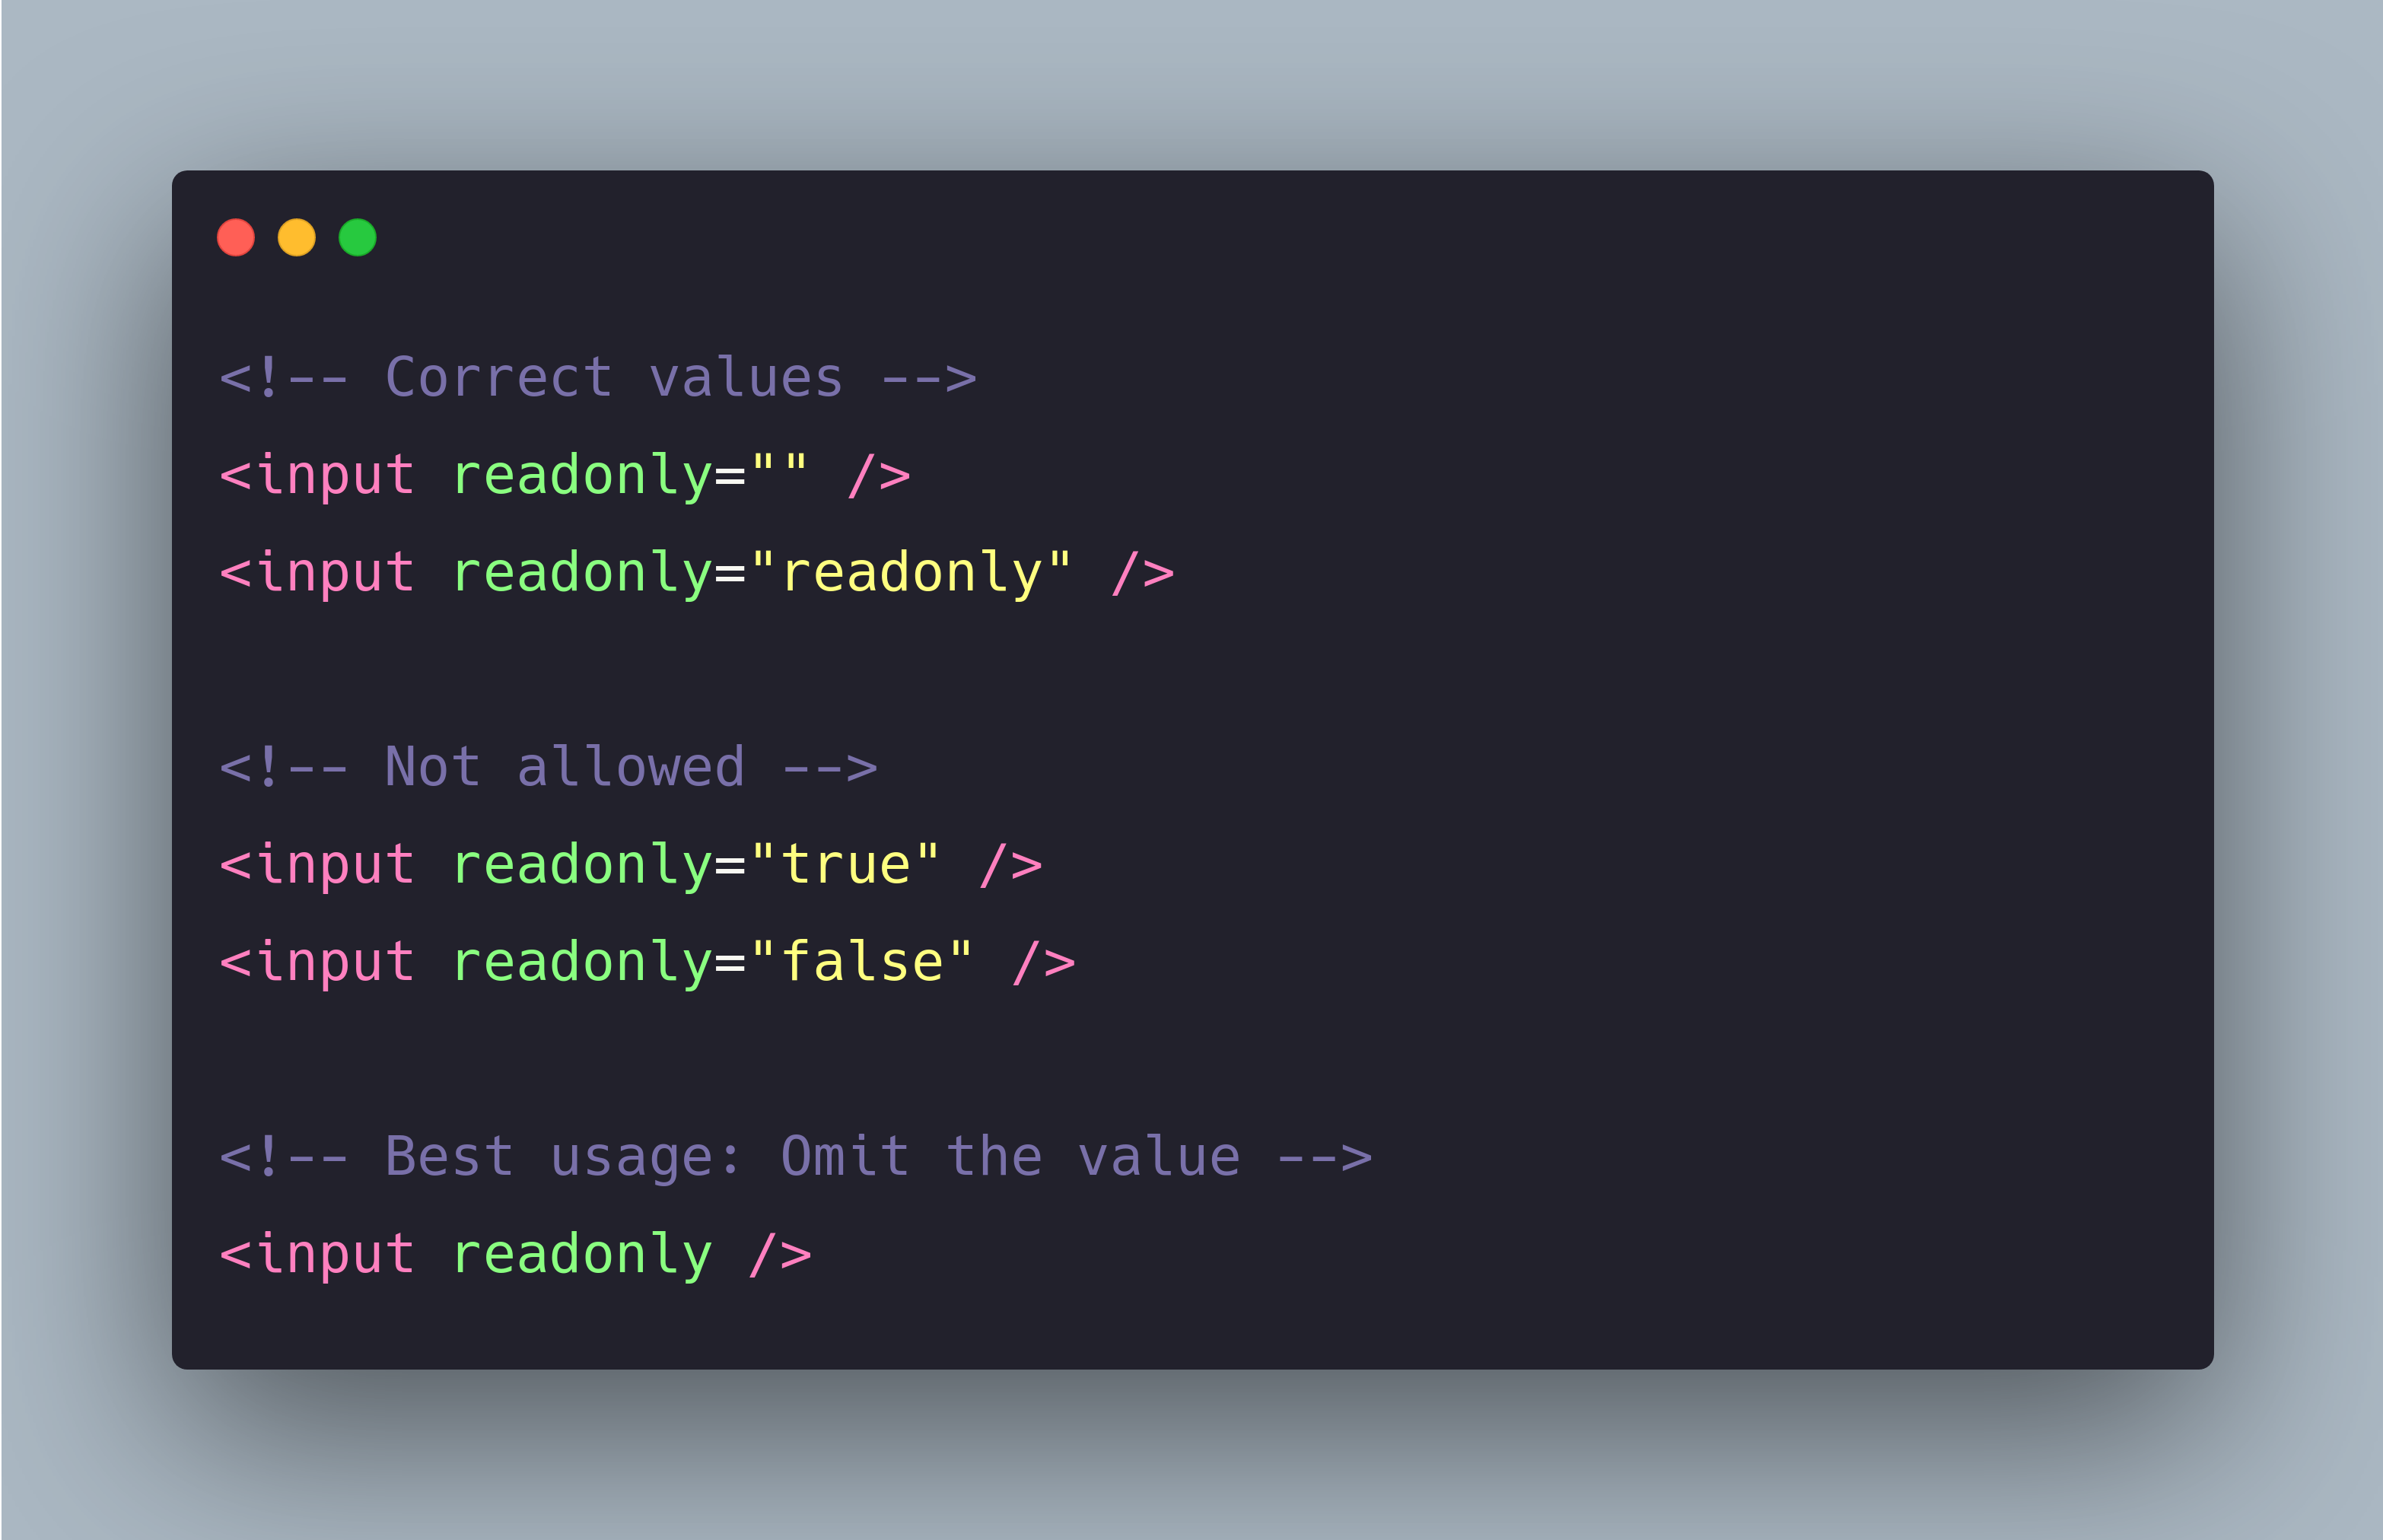 <!-- Correct values -->
<input readonly="" />
<input readonly="readonly" />
<!-- Not allowed -->
<input readonly="true" />
<input readonly="false" />
<!-- Best usage: Omit the value -->
<input readonly />